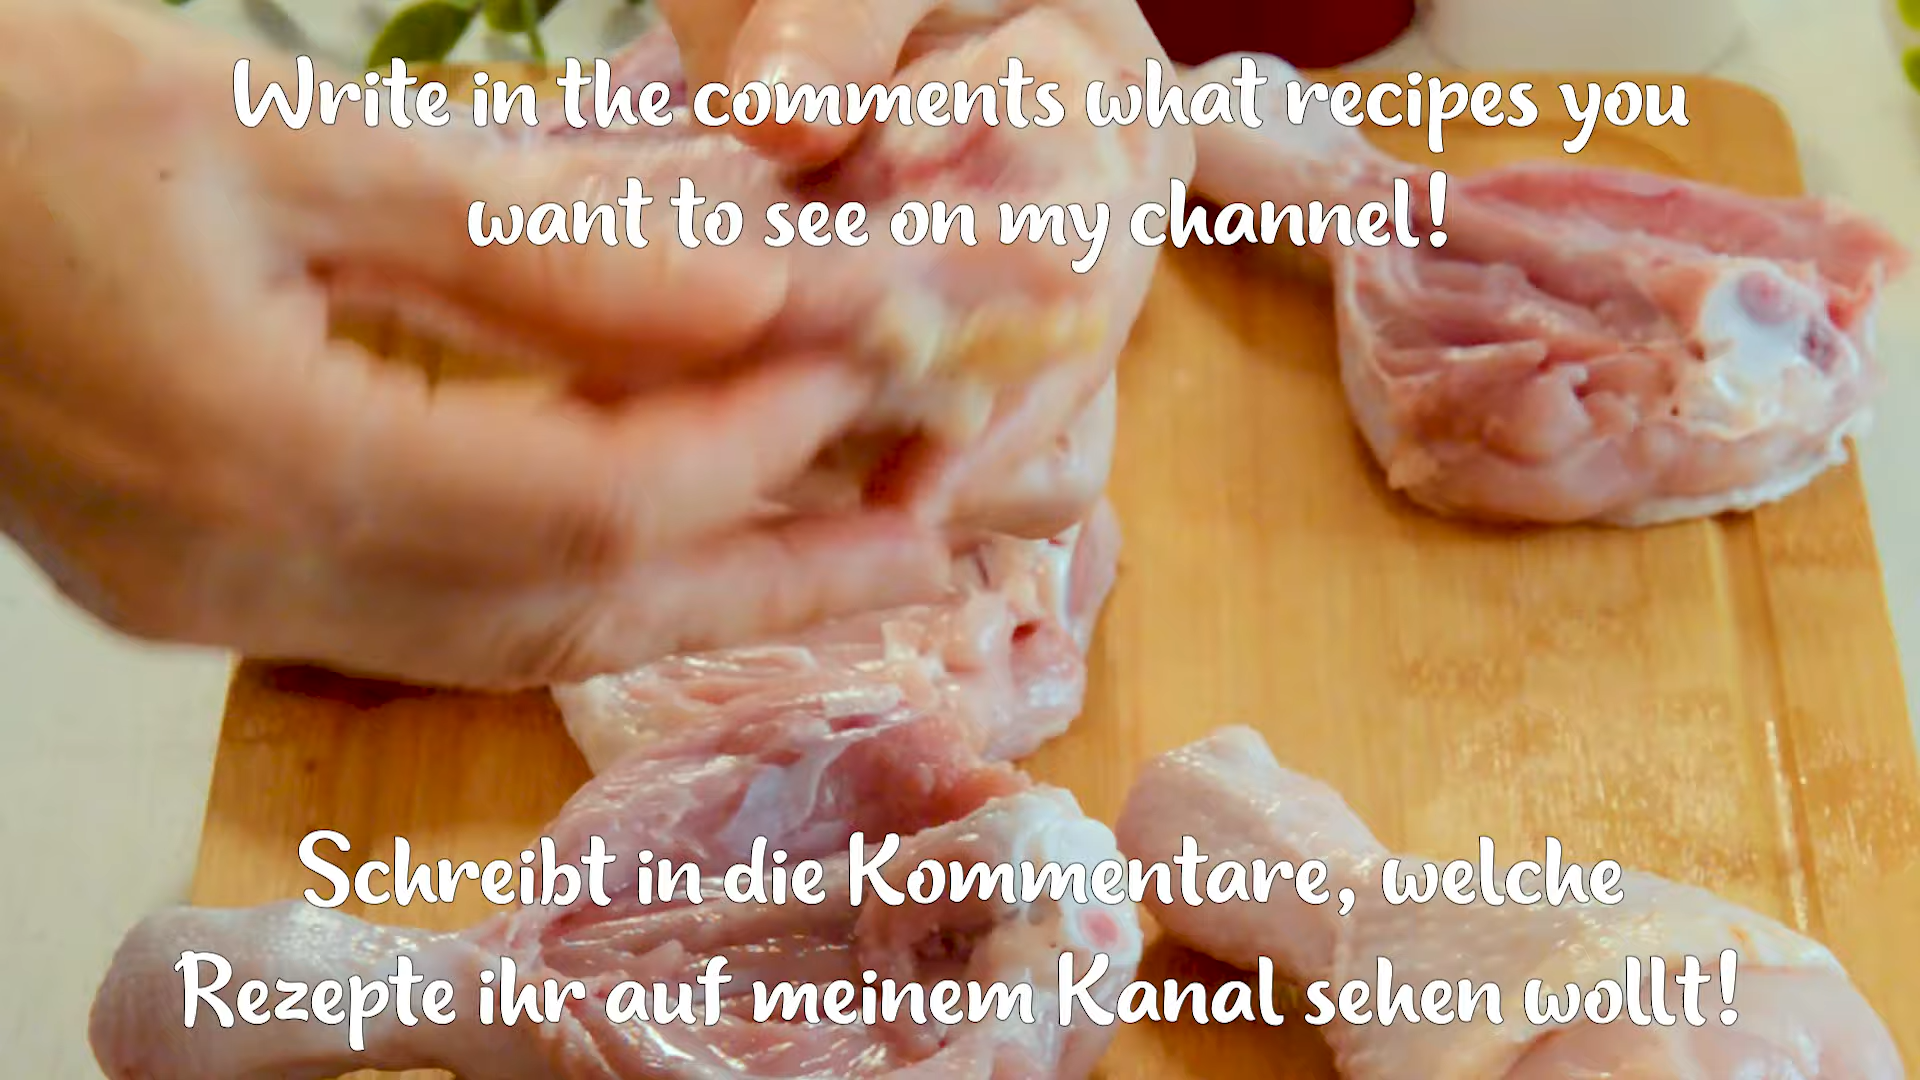 Write in the comments what recipes you
want to see on my channel!
Schreibt in die Kommentare, welche
Rezepte ihr auf meinem Kanal sehen wollt!